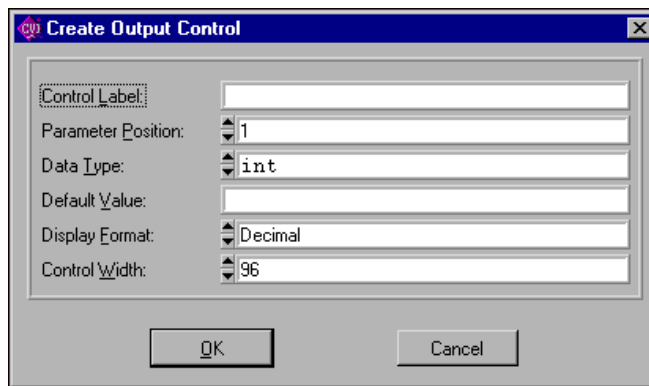 CVI Create Output Control
Control Label:
Parameter Position: 1
Data Type: int
Default Value:
Display Format: Decimal
Control Width: 96
OK Cancel